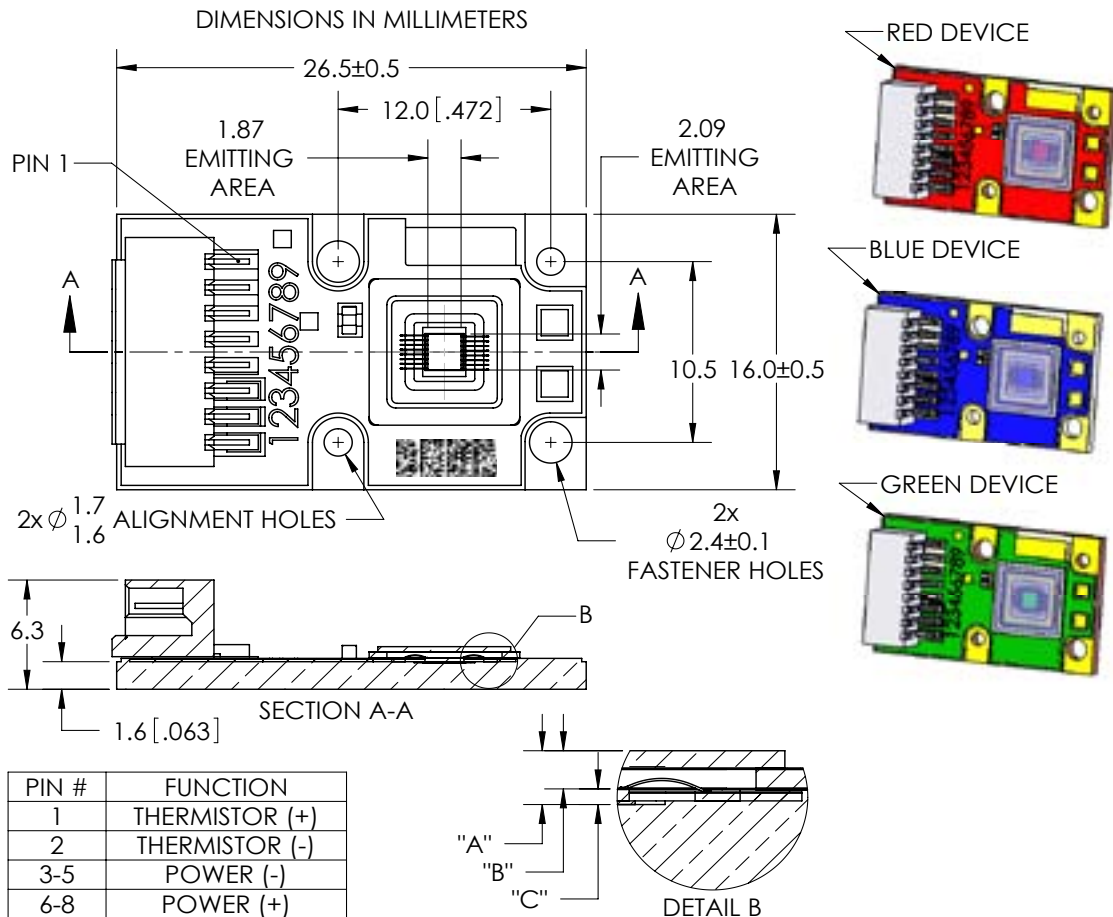 DIMENSIONS IN MILLIMETERS
26.5±0.5
12.0 [.472]
1.87
EMITTING
AREA
2.09
EMITTING
AREA
PIN 1
A
A
123456789
10.5
16.0±0.5
2x ∅ 1.7
1.6
ALIGNMENT HOLES
2x
∅ 2.4±0.1
FASTENER HOLES
RED DEVICE
123456789
BLUE DEVICE
123456789
GREEN DEVICE
123456789
6.3
B
SECTION A-A
1.6 [.063]
PIN # FUNCTION
1 THERMISTOR (+)
2 THERMISTOR (-)
3-5 POWER (-)
6-8 POWER (+)
"A"
"B"
"C"
DETAIL B